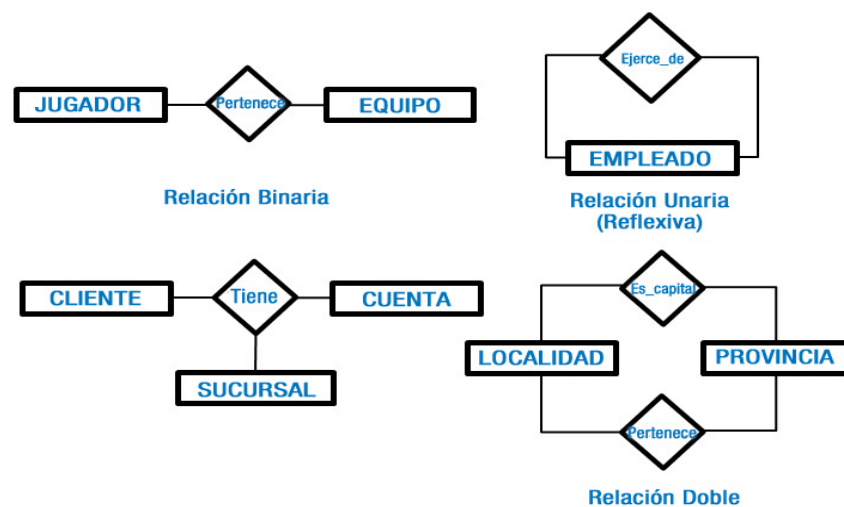 JUGADOR
Pertenece
EQUIPO
Relación Binaria
Ejerce_de
EMPLEADO
Relación Unaria
(Reflexiva)
CLIENTE
Tiene
CUENTA
SUCURSAL
Es_capital
LOCALIDAD
PROVINCIA
Pertenece
Relación Doble